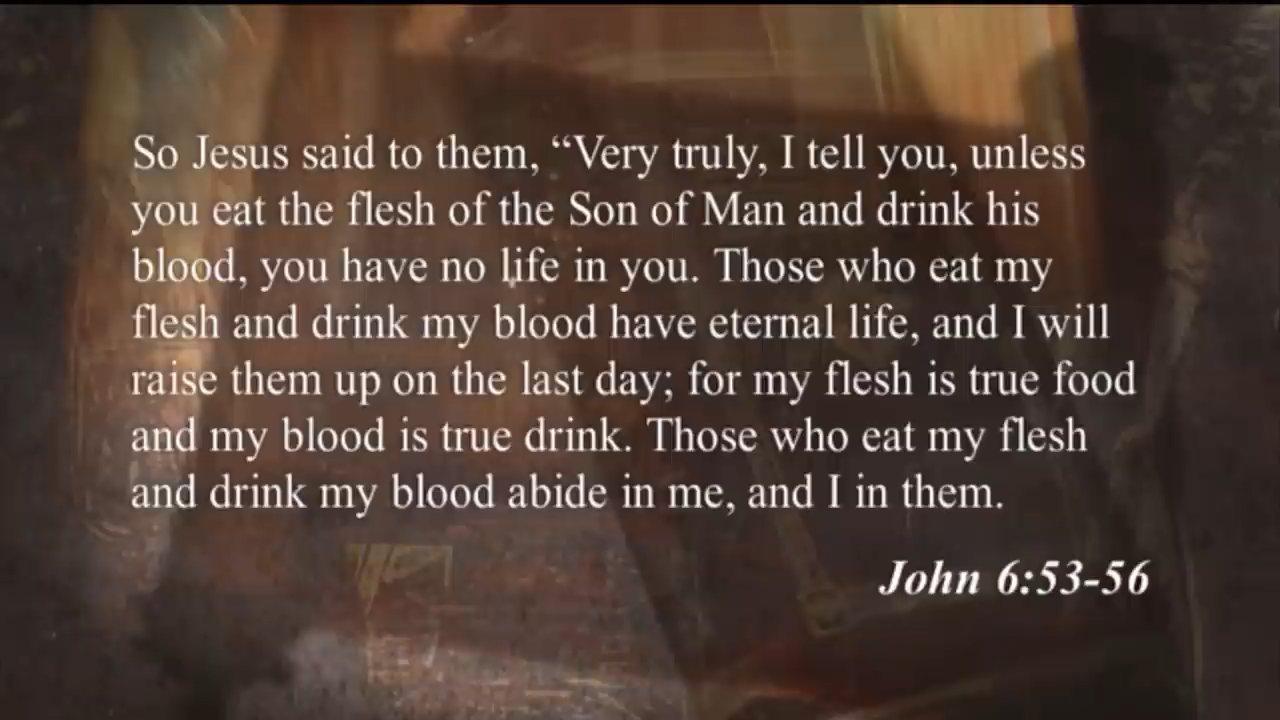 So Jesus said to them, “Very truly, I tell you, unless
you eat the flesh of the Son of Man and drink his
blood, you have no life in you. Those who eat my
flesh and drink my blood have eternal life, and I will
raise them up on the last day; for my flesh is true food
and my blood is true drink. Those who eat my flesh
and drink my blood abide in me, and I in them.
John 6:53-56